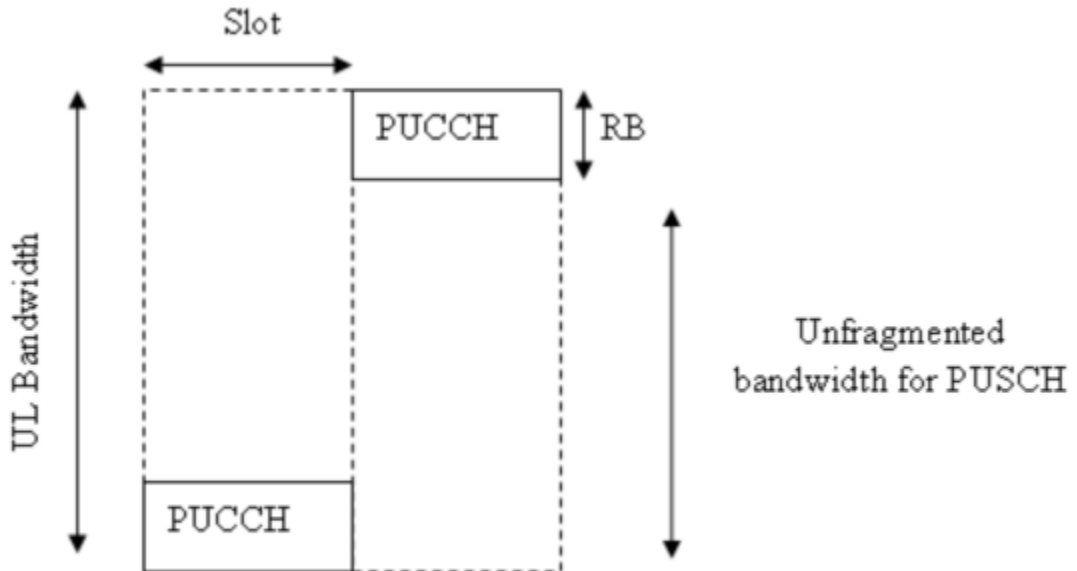 Slot
PUCCH
RB
UL Bandwidth
Unfragmented
bandwidth for PUSCH
PUCCH